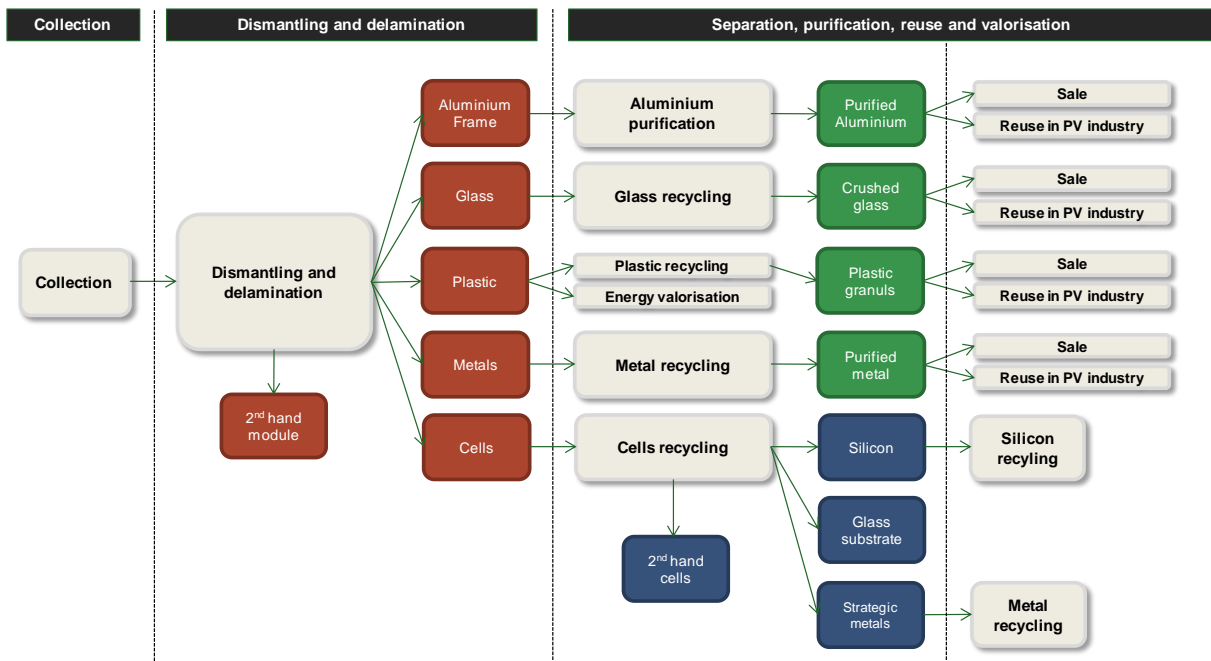 Collection
Dismantling and delamination
Separation, purification, reuse and valorisation
Collection
Dismantling and
delamination
2nd hand
module
Aluminium
Frame
Glass
Plastic
Metals
Cells
Aluminium
purification
Glass recycling
Plastic recycling
Energy valorisation
Metal recycling
Cells recycling
2nd hand
cells
Purified
Aluminium
Crushed
glass
Plastic
granuls
Purified
metal
Silicon
Glass
substrate
Strategic
metals
Sale
Reuse in PV industry
Sale
Reuse in PV industry
Sale
Reuse in PV industry
Sale
Reuse in PV industry
Silicon
recyling
Metal
recycling